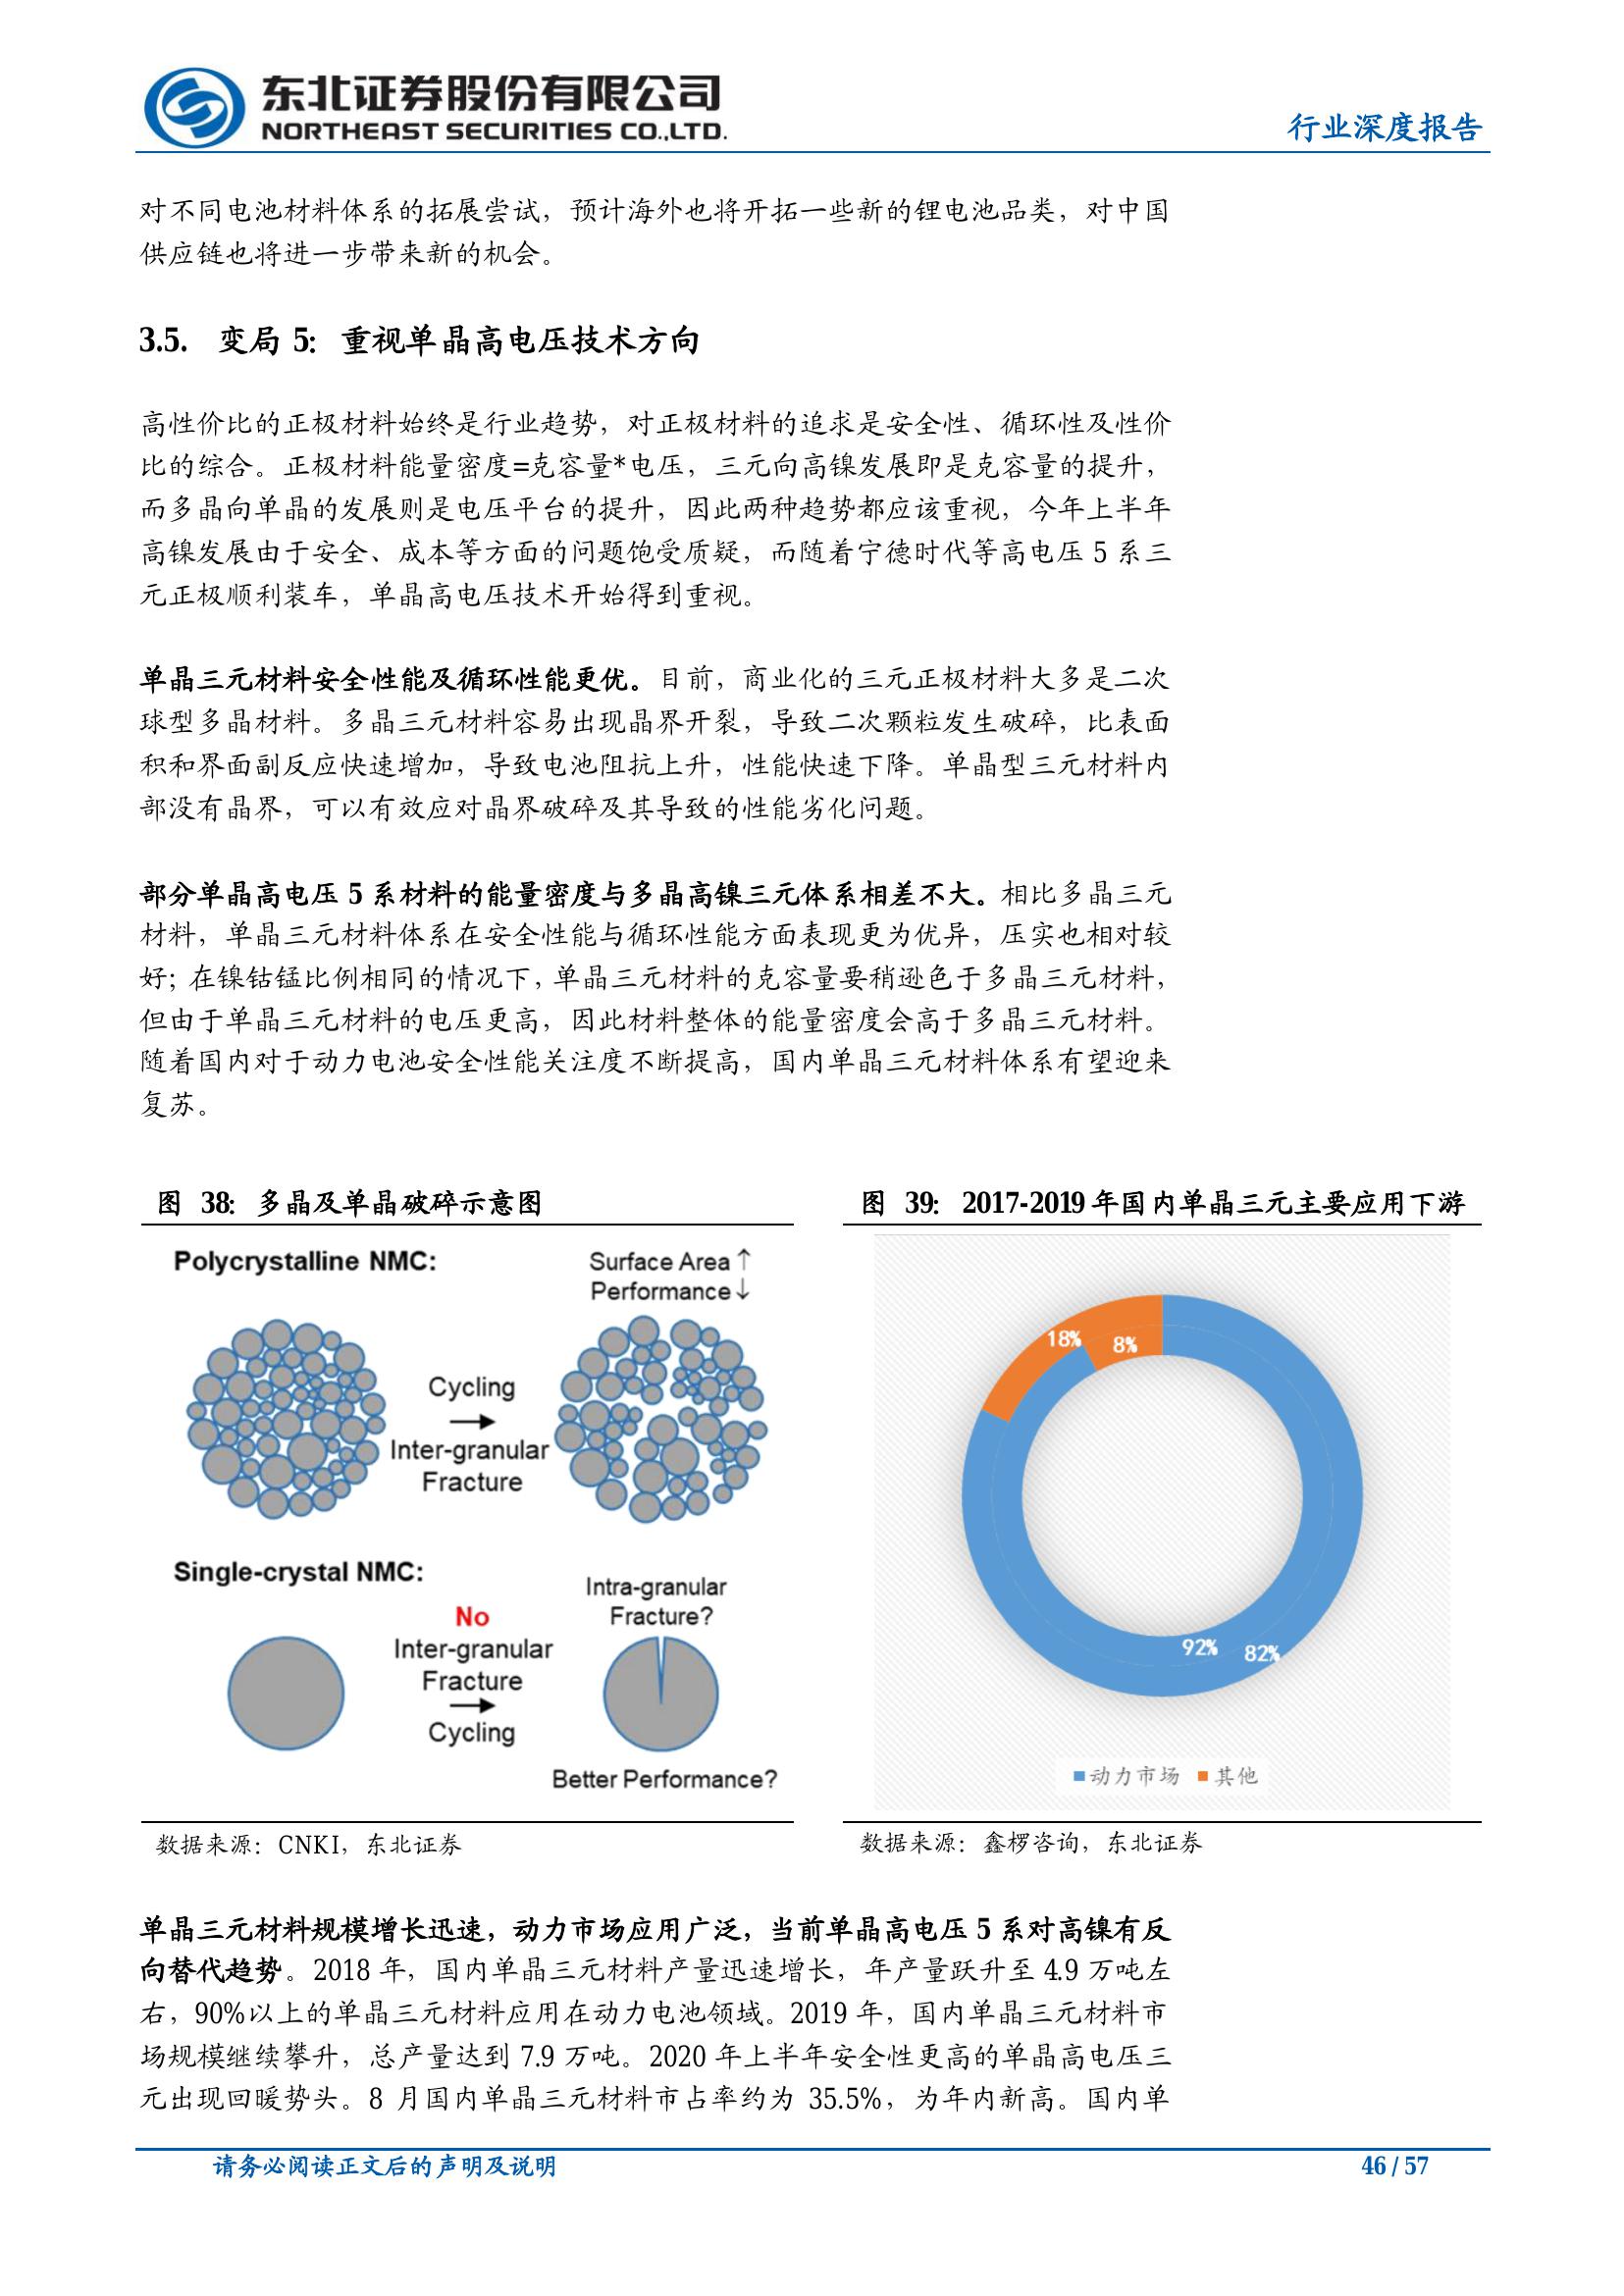 东北证券股份有限公司
NORTHEAST SECURITIES CO.,LTD.
行业深度报告
对不同电池材料体系的拓展尝试，预计海外也将开拓一些新的锂电池品类，对中国
供应链也将进一步带来新的机会。
3.5. 变局 5：重视单晶高电压技术方向
高性价比的正极材料始终是行业趋势，对正极材料的追求是安全性、循环性及性价
比的综合。正极材料能量密度=克容量*电压，三元向高镍发展即是克容量的提升，
而多晶向单晶的发展则是电压平台的提升，因此两种趋势都应该重视，今年上半年
高镍发展由于安全、成本等方面的问题饱受质疑，而随着宁德时代等高电压 5 系三
元正极顺利装车，单晶高电压技术开始得到重视。
单晶三元材料安全性能及循环性能更优。目前，商业化的三元正极材料大多是二次
球型多晶材料。多晶三元材料容易出现晶界开裂，导致二次颗粒发生破碎，比表面
积和界面副反应快速增加，导致电池阻抗上升，性能快速下降。单晶型三元材料内
部没有晶界，可以有效应对晶界破碎及其导致的性能劣化问题。
部分单晶高电压 5 系材料的能量密度与多晶高镍三元体系相差不大。相比多晶三元
材料，单晶三元材料体系在安全性能与循环性能方面表现更为优异，压实也相对较
好；在镍钴锰比例相同的情况下，单晶三元材料的克容量要稍逊色于多晶三元材料，
但由于单晶三元材料的电压更高，因此材料整体的能量密度会高于多晶三元材料。
随着国内对于动力电池安全性能关注度不断提高，国内单晶三元材料体系有望迎来
复苏。
图 38：多晶及单晶破碎示意图
Polycrystalline NMC:
Surface Area ↑
Performance ↓
Cycling
→
Inter-granular
Fracture
Single-crystal NMC:
No
Inter-granular
Fracture
→
Cycling
Intra-granular
Fracture?
Better Performance?
数据来源：CNKI，东北证券
图 39：2017-2019 年国内单晶三元主要应用下游
18%
8%
92%
82%
动力市场 其他
数据来源：鑫椤咨询，东北证券
单晶三元材料规模增长迅速，动力市场应用广泛，当前单晶高电压 5 系对高镍有反
向替代趋势。2018 年，国内单晶三元材料产量迅速增长，年产量跃升至 4.9 万吨左
右，90%以上的单晶三元材料应用在动力电池领域。2019 年，国内单晶三元材料市
场规模继续攀升，总产量达到 7.9 万吨。2020 年上半年安全性更高的单晶高电压三
元出现回暖势头。8 月国内单晶三元材料市占率约为 35.5%，为年内新高。国内单
请务必阅读正文后的声明及说明
46 / 57